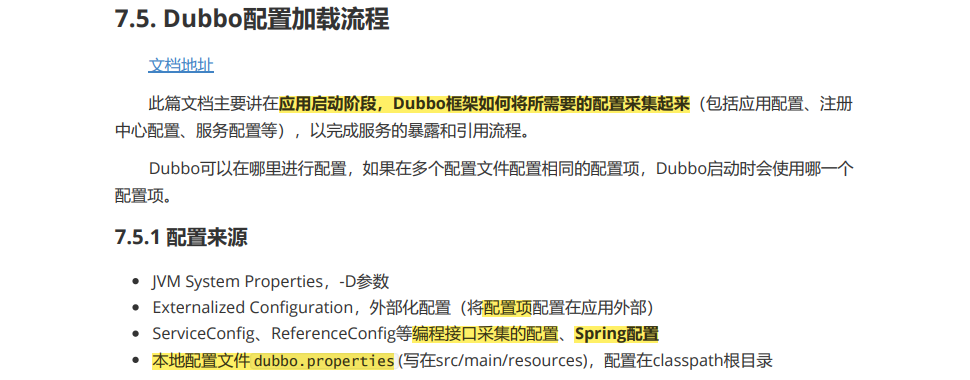 7.5. Dubbo配置加载流程
文档地址
此篇文档主要讲在应用启动阶段，Dubbo框架如何将所需要的配置采集起来（包括应用配置、注册
中心配置、服务配置等），以完成服务的暴露和引用流程。
Dubbo可以在哪里进行配置，如果在多个配置文件配置相同的配置项，Dubbo启动时会使用哪一个
配置项。
7.5.1 配置来源
• JVM System Properties，-D参数
• Externalized Configuration，外部化配置（将配置项配置在应用外部）
• ServiceConfig、ReferenceConfig等编程接口采集的配置、Spring配置
• 本地配置文件 dubbo.properties (写在src/main/resources)，配置在classpath根目录